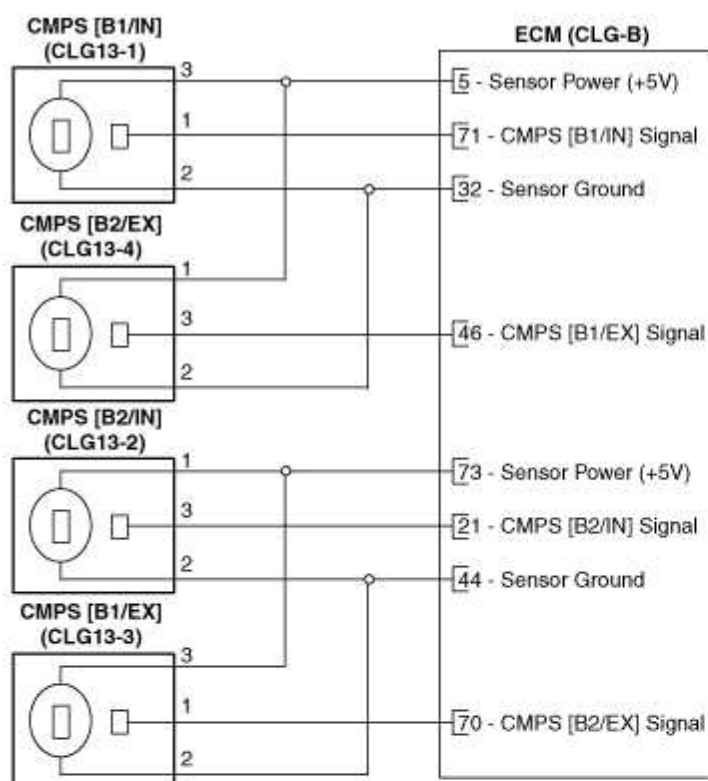 CMPS [B1/IN]
(CLG13-1)
ECM (CLG-B)
3
5 - Sensor Power (+5V)
1
71 - CMPS [B1/IN] Signal
2
32 - Sensor Ground
CMPS [B2/EX]
(CLG13-4)
1
3
46 - CMPS [B1/EX] Signal
2
CMPS [B2/IN]
(CLG13-2)
1
73 - Sensor Power (+5V)
3
21 - CMPS [B2/IN] Signal
2
44 - Sensor Ground
CMPS [B1/EX]
(CLG13-3)
3
1
70 - CMPS [B2/EX] Signal
2